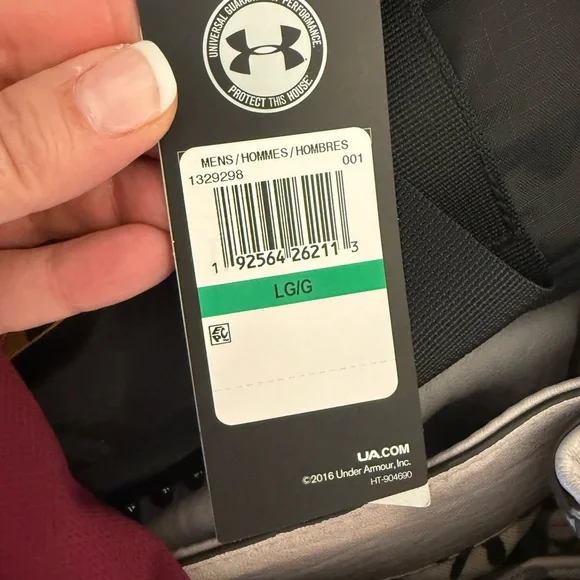 UNIVERSAL GUARANTEE OF PERFORMANCE.
PROTECT THIS HOUSE.
MENS/HOMMES/HOMBRES
1329298 001
1 92564 26211 3
LG/G
EPC
UA.COM
©2016 Under Armour, Inc.
HT-904690